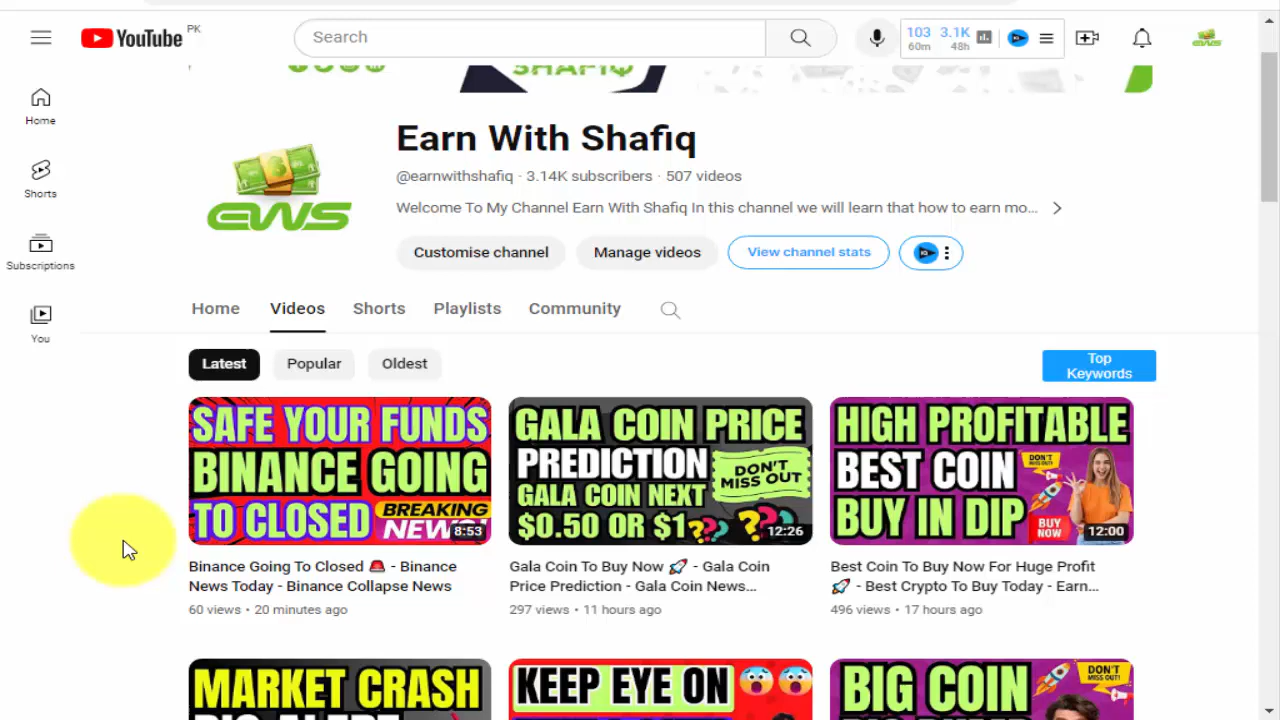 YouTube PK
Search
103 3.1K
60m 48h
SHAFIQ
Home
Shorts
Subscriptions
You
EWS
Earn With Shafiq
@earnwithshafiq · 3.14K subscribers · 507 videos
Welcome To My Channel Earn With Shafiq In this channel we will learn that how to earn mo...
Customise channel
Manage videos
View channel stats
Home
Videos
Shorts
Playlists
Community
Latest
Popular
Oldest
Top
Keywords
SAFE YOUR FUNDS
BINANCE GOING
TO CLOSED
BREAKING
NEWS!
8:53
GALA COIN PRICE
PREDICTION
GALA COIN NEXT
$0.50 OR $1???
DON'T
MISS OUT
??
12:26
HIGH PROFITABLE
BEST COIN
BUY IN DIP
DON'T
MISS OUT!
BUY
NOW
12:00
Binance Going To Closed 🚨 - Binance
News Today - Binance Collapse News
60 views • 20 minutes ago
Gala Coin To Buy Now 🚀 - Gala Coin
Price Prediction - Gala Coin News...
297 views • 11 hours ago
Best Coin To Buy Now For Huge Profit
🚀 - Best Crypto To Buy Today - Earn...
496 views • 17 hours ago
MARKET CRASH
KEEP EYE ON
BIG COIN
DON'T
MISS OUT!